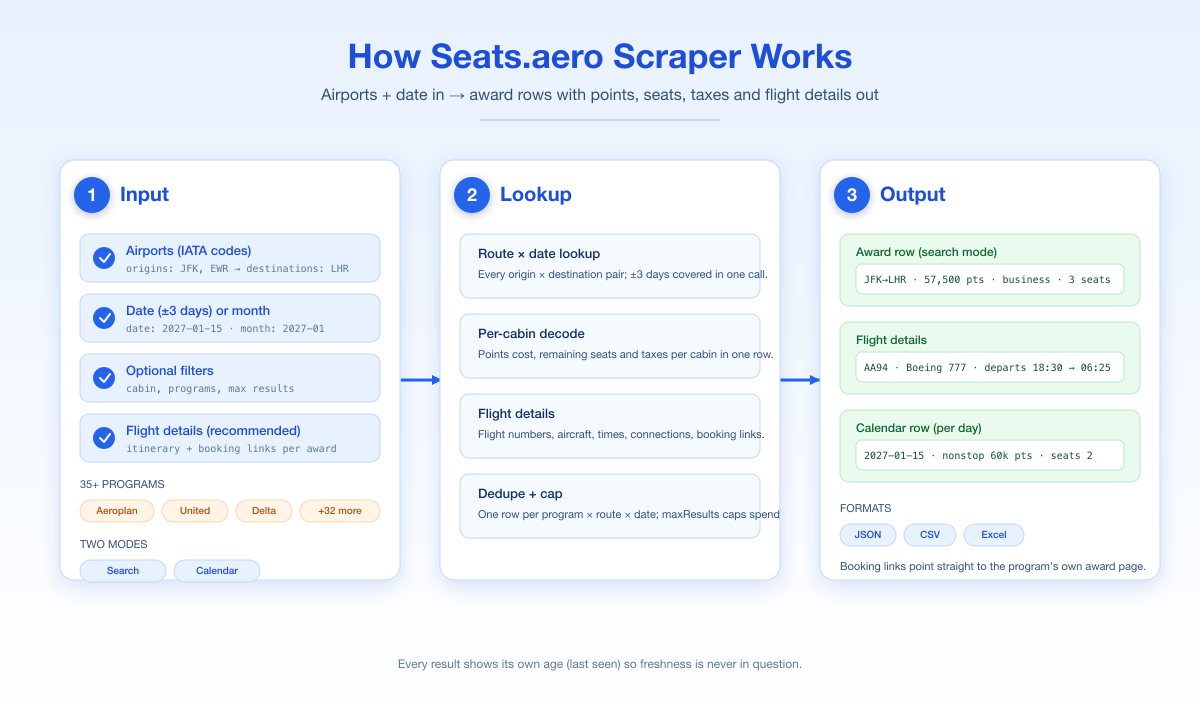 How Seats.aero Scraper Works
Airports + date in → award rows with points, seats, taxes and flight details out
1
Input
Airports (IATA codes)
origins: JFK, EWR → destinations: LHR
Date (±3 days) or month
date: 2027-01-15 · month: 2027-01
Optional filters
cabin, programs, max results
Flight details (recommended)
itinerary + booking links per award
35+ PROGRAMS
Aeroplan
United
Delta
+32 more
TWO MODES
Search
Calendar
2
Lookup
Route × date lookup
Every origin × destination pair; ±3 days covered in one call.
Per-cabin decode
Points cost, remaining seats and taxes per cabin in one row.
Flight details
Flight numbers, aircraft, times, connections, booking links.
Dedupe + cap
One row per program × route × date; maxResults caps spend
3
Output
Award row (search mode)
JFK→LHR · 57,500 pts · business · 3 seats
Flight details
AA94 · Boeing 777 · departs 18:30 → 06:25
Calendar row (per day)
2027-01-15 · nonstop 60k pts · seats 2
FORMATS
JSON
CSV
Excel
Booking links point straight to the program's own award page.
Every result shows its own age (last seen) so freshness is never in question.